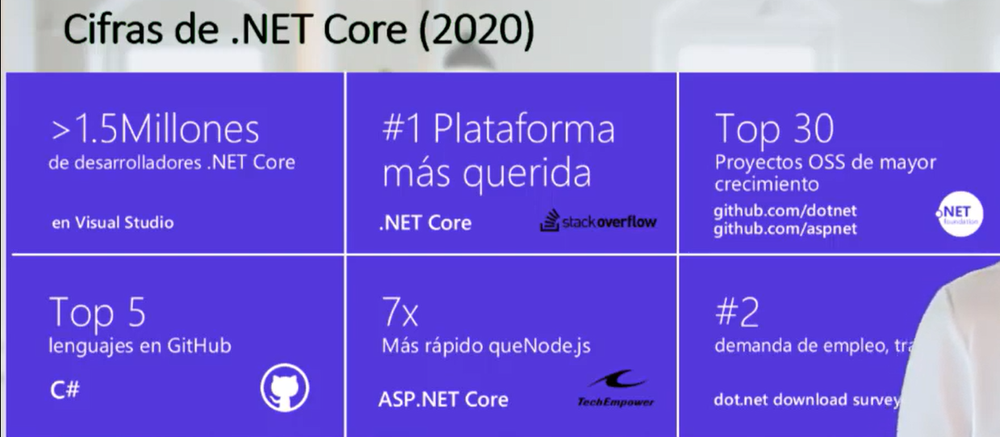 Cifras de .NET Core (2020)
>1.5Millones
de desarrolladores .NET Core
en Visual Studio
#1 Plataforma
más querida
.NET Core
stackoverflow
Top 30
Proyectos OSS de mayor
crecimiento
github.com/dotnet
github.com/aspnet
.NET
foundation
Top 5
lenguajes en GitHub
C#
7x
Más rápido queNode.js
ASP.NET Core
TechEmpower
#2
demanda de empleo,
dot.net download survey